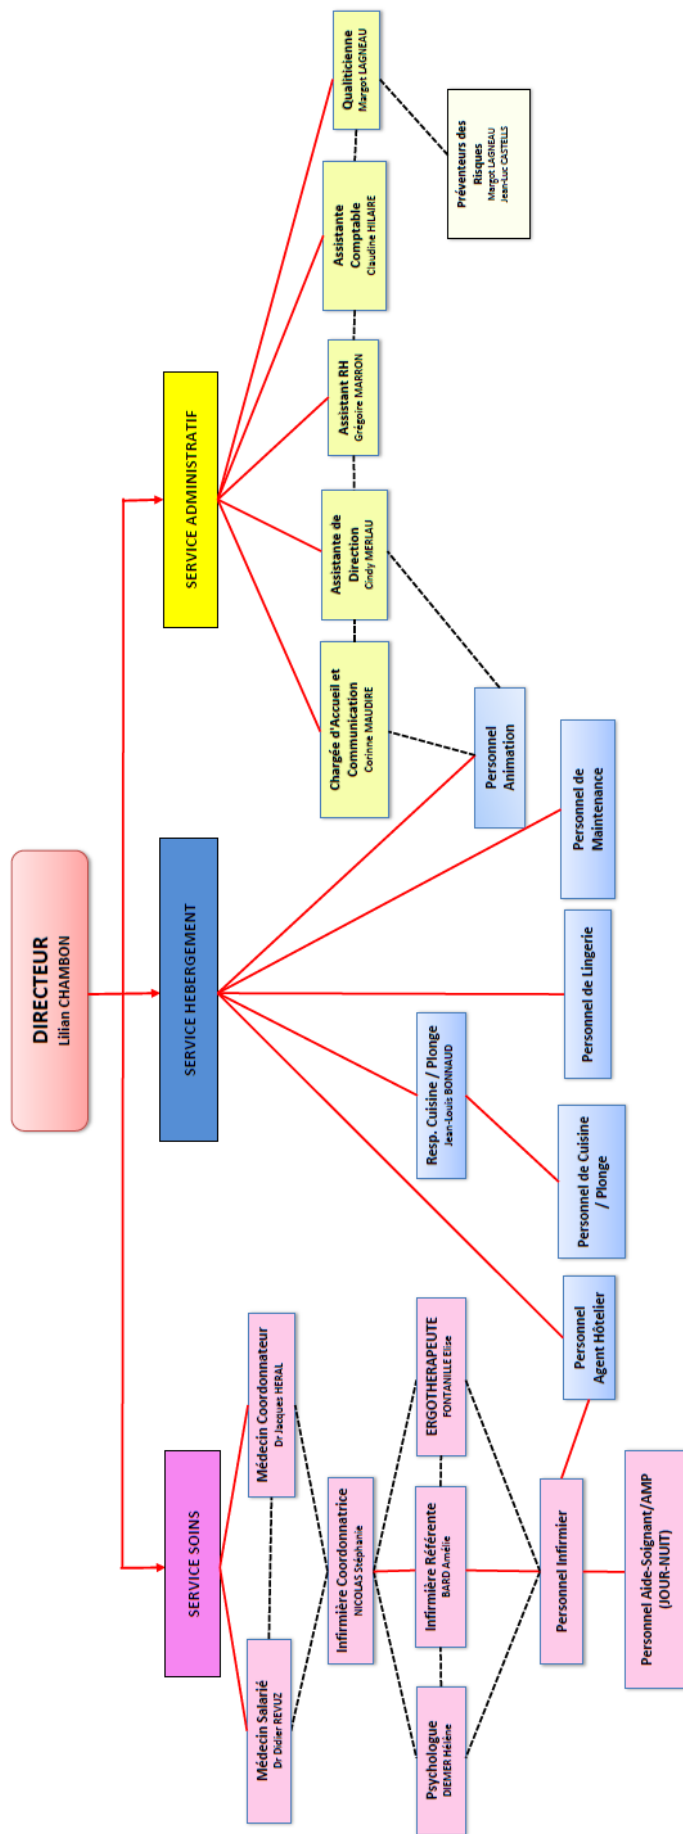 DIRECTEUR
Lilian CHAMBON
SERVICE SOINS
SERVICE HEBERGEMENT
SERVICE ADMINISTRATIF
Médecin Salarié
Dr Didier REVUZ
Médecin Coordonnateur
Dr Jacques HERAL
Infirmière Coordonnatrice
NICOLAS Stéphanie
Psychologue
DIEMER Hélène
Infirmière Référente
BARD Amélie
ERGOTHERAPEUTE
FONTANILLE Elise
Personnel Infirmier
Personnel Aide-Soignant/AMP
(JOUR-NUIT)
Personnel
Agent Hôtelier
Resp. Cuisine / Plonge
Jean-Louis BONNAUD
Personnel de Cuisine
/ Plonge
Personnel de Lingerie
Personnel de
Maintenance
Personnel
Animation
Chargée d'Accueil et
Communication
Corinne MAUDIRE
Assistante de
Direction
Cindy MERLAU
Assistant RH
Grégoire MARRON
Assistante
Comptable
Claudine HILAIRE
Qualiticienne
Margot LAGNEAU
Préventeurs des
Risques
Margot LAGNEAU
Jean-Luc CASTELLS